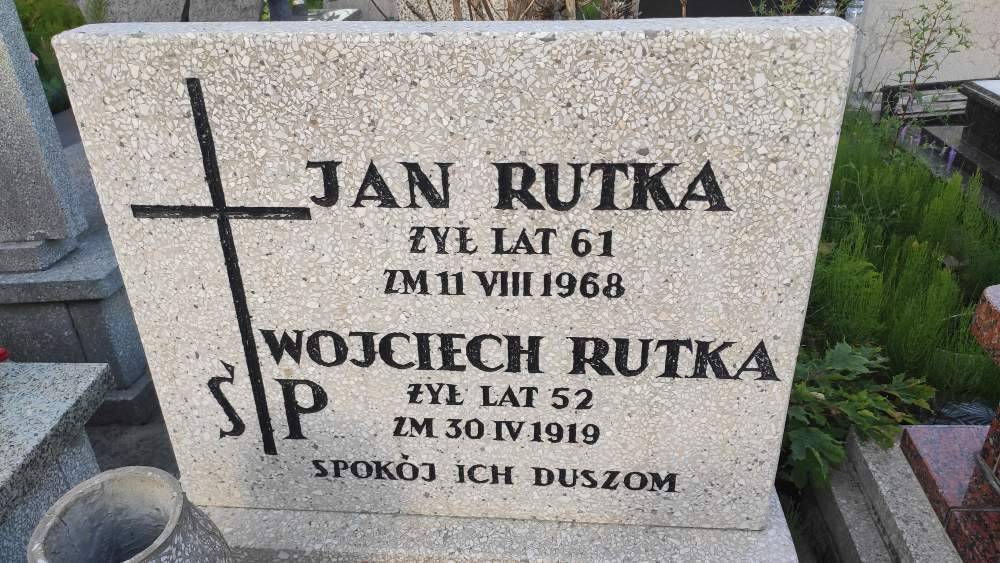 JAN RUTKA
ŻYŁ LAT 61
ZM 11 VIII 1968
WOJCIECH RUTKA
ŻYŁ LAT 52
ZM 30 IV 1919
Ś P
SPOKÓJ ICH DUSZOM